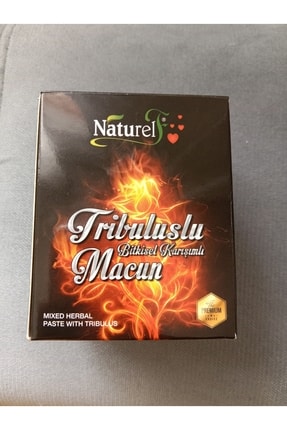 Naturel
Tribuluslu
Bitkisel Karışımlı
Macun
MIXED HERBAL
PASTE WITH TRIBULUS
PREMIUM